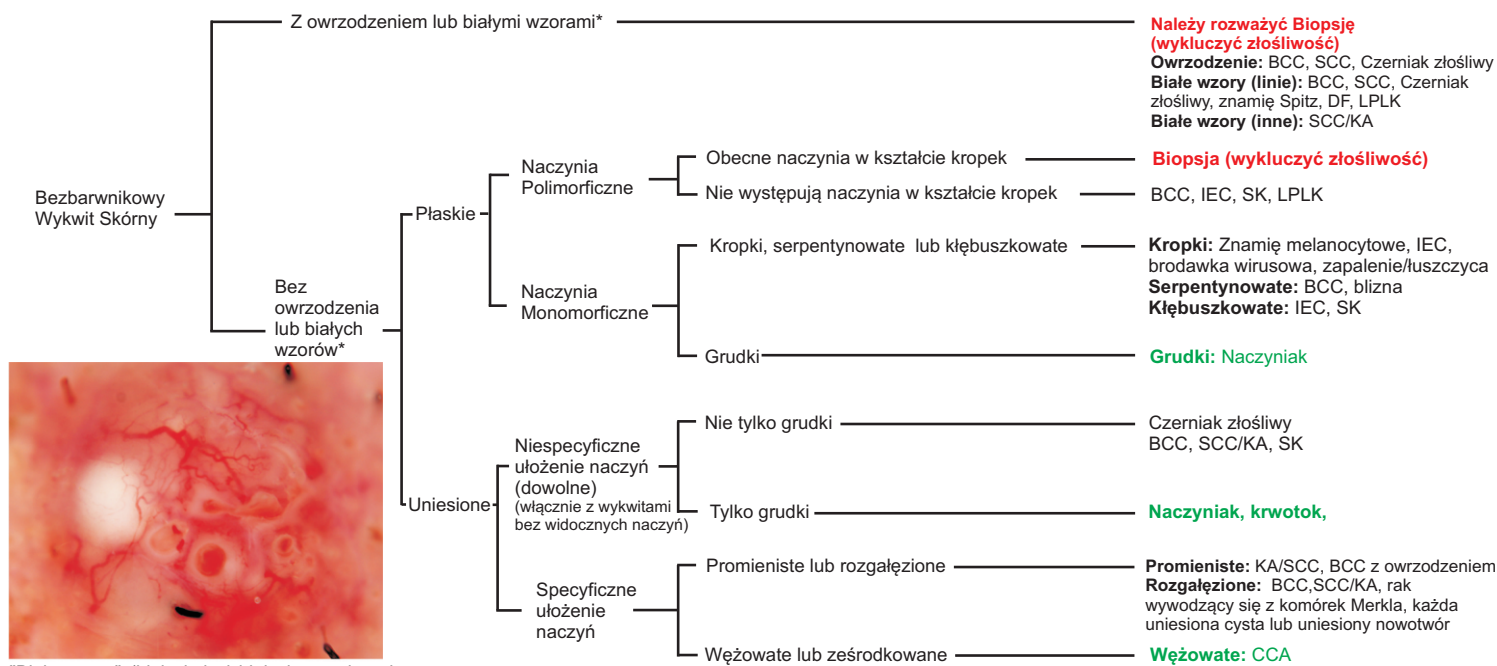 Z owrzodzeniem lub białymi wzorami*
Należy rozważyć Biopsję
(wykluczyć złośliwość)
Owrzodzenie: BCC, SCC, Czerniak złośliwy
Białe wzory (linie): BCC, SCC, Czerniak
złośliwy, znamię Spitz, DF, LPLK
Białe wzory (inne): SCC/KA
Bezbarwnikowy
Wykwit Skórny
Bez
owrzodzenia
lub białych
wzorów*
Płaskie
Naczynia
Polimorficzne
Obecne naczynia w kształcie kropek
Biopsja (wykluczyć złośliwość)
Nie występują naczynia w kształcie kropek
BCC, IEC, SK, LPLK
Naczynia
Monomorficzne
Kropki, serpentynowate lub kłębuszkowate
Kropki: Znamię melanocytowe, IEC,
brodawka wirusowa, zapalenie/łuszczyca
Serpentynowate: BCC, blizna
Kłębuszkowate: IEC, SK
Grudki
Grudki: Naczyniak
Uniesione
Niespecyficzne
ułożenie naczyń
(dowolne)
(włącznie z wykwitami
bez widocznych naczyń)
Nie tylko grudki
Czerniak złośliwy
BCC, SCC/KA, SK
Tylko grudki
Naczyniak, krwotok,
Specyficzne
ułożenie
naczyń
Promieniste lub rozgałęzione
Promieniste: KA/SCC, BCC z owrzodzeniem
Rozgałęzione: BCC,SCC/KA, rak
wywodzący się z komórek Merkla, każda
uniesiona cysta lub uniesiony nowotwór
Wężowate lub ześrodkowane
Wężowate: CCA